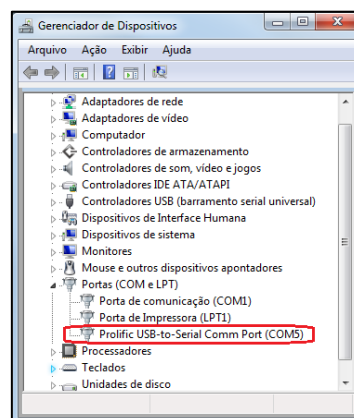 Gerenciador de Dispositivos
Arquivo Ação Exibir Ajuda
Adaptadores de rede
Adaptadores de vídeo
Computador
Controladores de armazenamento
Controladores de som, vídeo e jogos
Controladores IDE ATA/ATAPI
Controladores USB (barramento serial universal)
Dispositivos de Interface Humana
Dispositivos de sistema
Monitores
Mouse e outros dispositivos apontadores
Portas (COM e LPT)
Porta de comunicação (COM1)
Porta de Impressora (LPT1)
Prolific USB-to-Serial Comm Port (COM5)
Processadores
Teclados
Unidades de disco